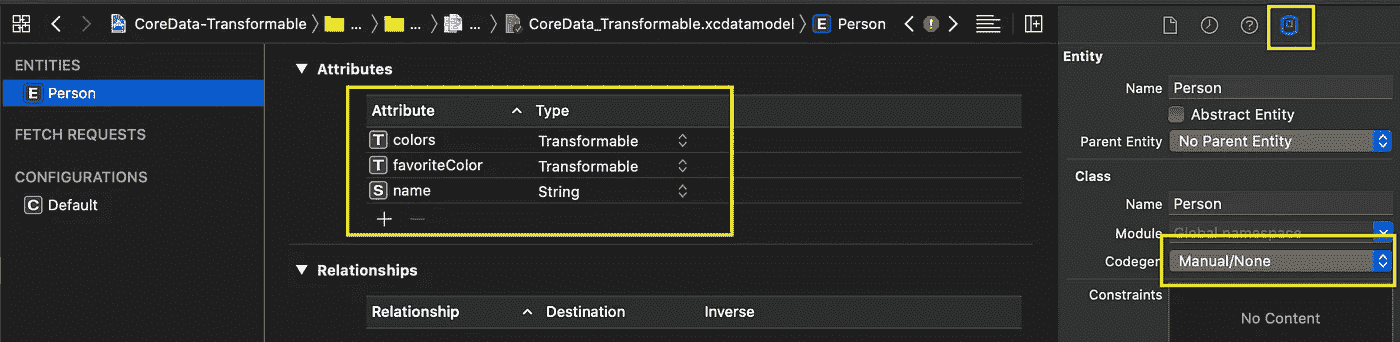 CoreData-Transformable
...
...
...
CoreData_Transformable.xcdatamodel
E Person
ENTITIES
E Person
FETCH REQUESTS
CONFIGURATIONS
C Default
Attributes
Attribute Type
T colors Transformable
T favoriteColor Transformable
S name String
Relationships
Relationship Destination Inverse
Entity
Name Person
Abstract Entity
Parent Entity No Parent Entity
Class
Name Person
Module Global namespace
Codegen Manual/None
Constraints
No Content